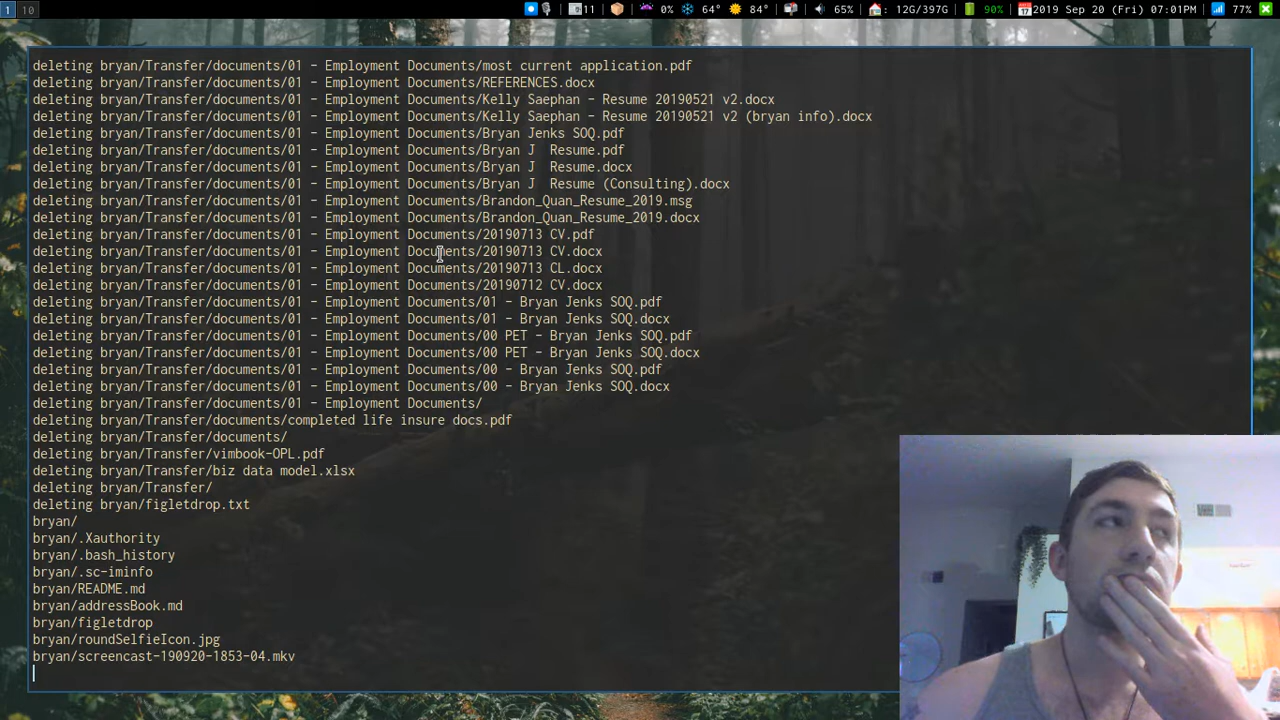 1 10 11 0% 64° 84° 65% : 12G/397G 90% 2019 Sep 20 (Fri) 07:01PM 77%
deleting bryan/Transfer/documents/01 - Employment Documents/most current application.pdf
deleting bryan/Transfer/documents/01 - Employment Documents/REFERENCES.docx
deleting bryan/Transfer/documents/01 - Employment Documents/Kelly Saephan - Resume 20190521 v2.docx
deleting bryan/Transfer/documents/01 - Employment Documents/Kelly Saephan - Resume 20190521 v2 (bryan info).docx
deleting bryan/Transfer/documents/01 - Employment Documents/Bryan Jenks SOQ.pdf
deleting bryan/Transfer/documents/01 - Employment Documents/Bryan J  Resume.pdf
deleting bryan/Transfer/documents/01 - Employment Documents/Bryan J  Resume.docx
deleting bryan/Transfer/documents/01 - Employment Documents/Bryan J  Resume (Consulting).docx
deleting bryan/Transfer/documents/01 - Employment Documents/Brandon_Quan_Resume_2019.msg
deleting bryan/Transfer/documents/01 - Employment Documents/Brandon_Quan_Resume_2019.docx
deleting bryan/Transfer/documents/01 - Employment Documents/20190713 CV.pdf
deleting bryan/Transfer/documents/01 - Employment Documents/20190713 CV.docx
deleting bryan/Transfer/documents/01 - Employment Documents/20190713 CL.docx
deleting bryan/Transfer/documents/01 - Employment Documents/20190712 CV.docx
deleting bryan/Transfer/documents/01 - Employment Documents/01 - Bryan Jenks SOQ.pdf
deleting bryan/Transfer/documents/01 - Employment Documents/01 - Bryan Jenks SOQ.docx
deleting bryan/Transfer/documents/01 - Employment Documents/00 PET - Bryan Jenks SOQ.pdf
deleting bryan/Transfer/documents/01 - Employment Documents/00 PET - Bryan Jenks SOQ.docx
deleting bryan/Transfer/documents/01 - Employment Documents/00 - Bryan Jenks SOQ.pdf
deleting bryan/Transfer/documents/01 - Employment Documents/00 - Bryan Jenks SOQ.docx
deleting bryan/Transfer/documents/01 - Employment Documents/
deleting bryan/Transfer/documents/completed life insure docs.pdf
deleting bryan/Transfer/documents/
deleting bryan/Transfer/vimbook-OPL.pdf
deleting bryan/Transfer/biz data model.xlsx
deleting bryan/Transfer/
deleting bryan/figletdrop.txt
bryan/
bryan/.Xauthority
bryan/.bash_history
bryan/.sc-iminfo
bryan/README.md
bryan/addressBook.md
bryan/figletdrop
bryan/roundSelfieIcon.jpg
bryan/screencast-190920-1853-04.mkv